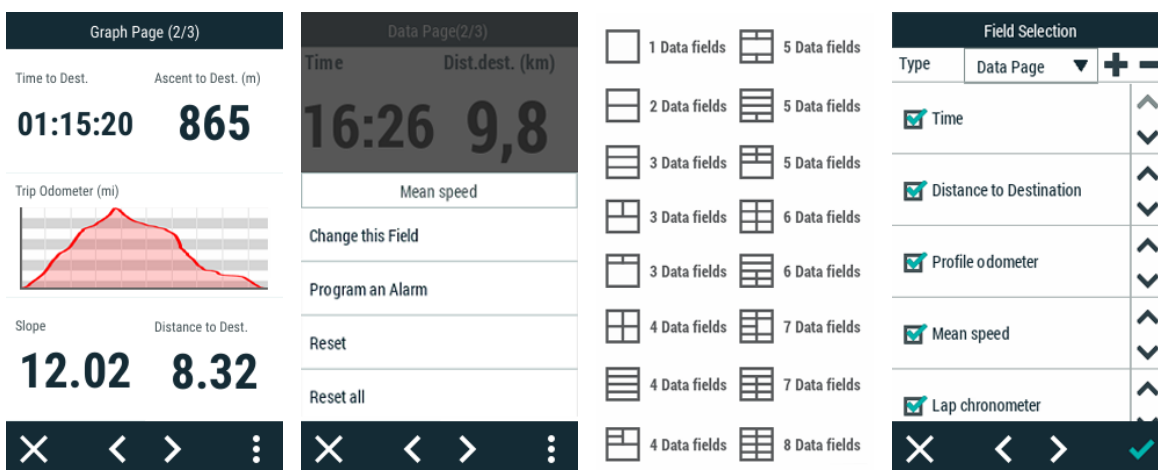 Graph Page (2/3)
Time to Dest. Ascent to Dest. (m)
01:15:20 865
Trip Odometer (mi)
Slope Distance to Dest.
12.02 8.32
Data Page(2/3)
Time Dist.dest. (km)
16:26 9,8
Mean speed
Change this Field
Program an Alarm
Reset
Reset all
1 Data fields 5 Data fields
2 Data fields 5 Data fields
3 Data fields 5 Data fields
3 Data fields 6 Data fields
3 Data fields 6 Data fields
4 Data fields 7 Data fields
4 Data fields 7 Data fields
4 Data fields 8 Data fields
Field Selection
Type Data Page
Time
Distance to Destination
Profile odometer
Mean speed
Lap chronometer